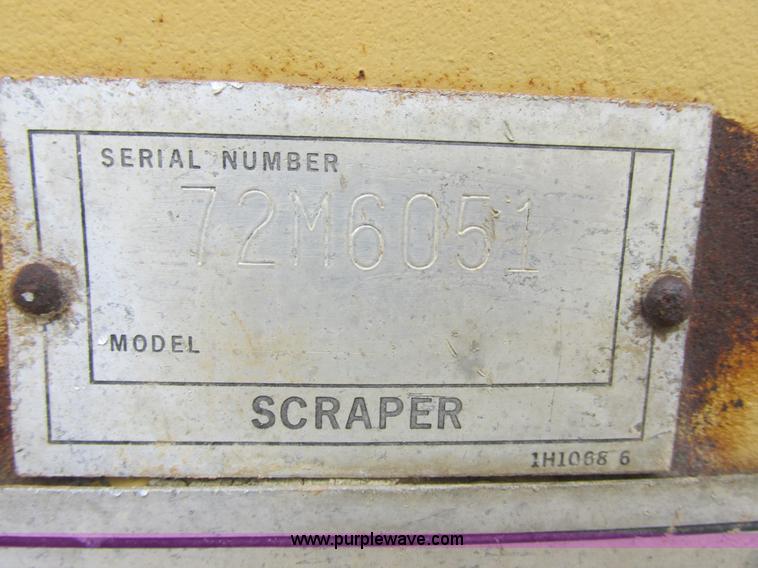 SERIAL NUMBER
72M6051
MODEL
SCRAPER
1H1068 6
www.purplewave.com